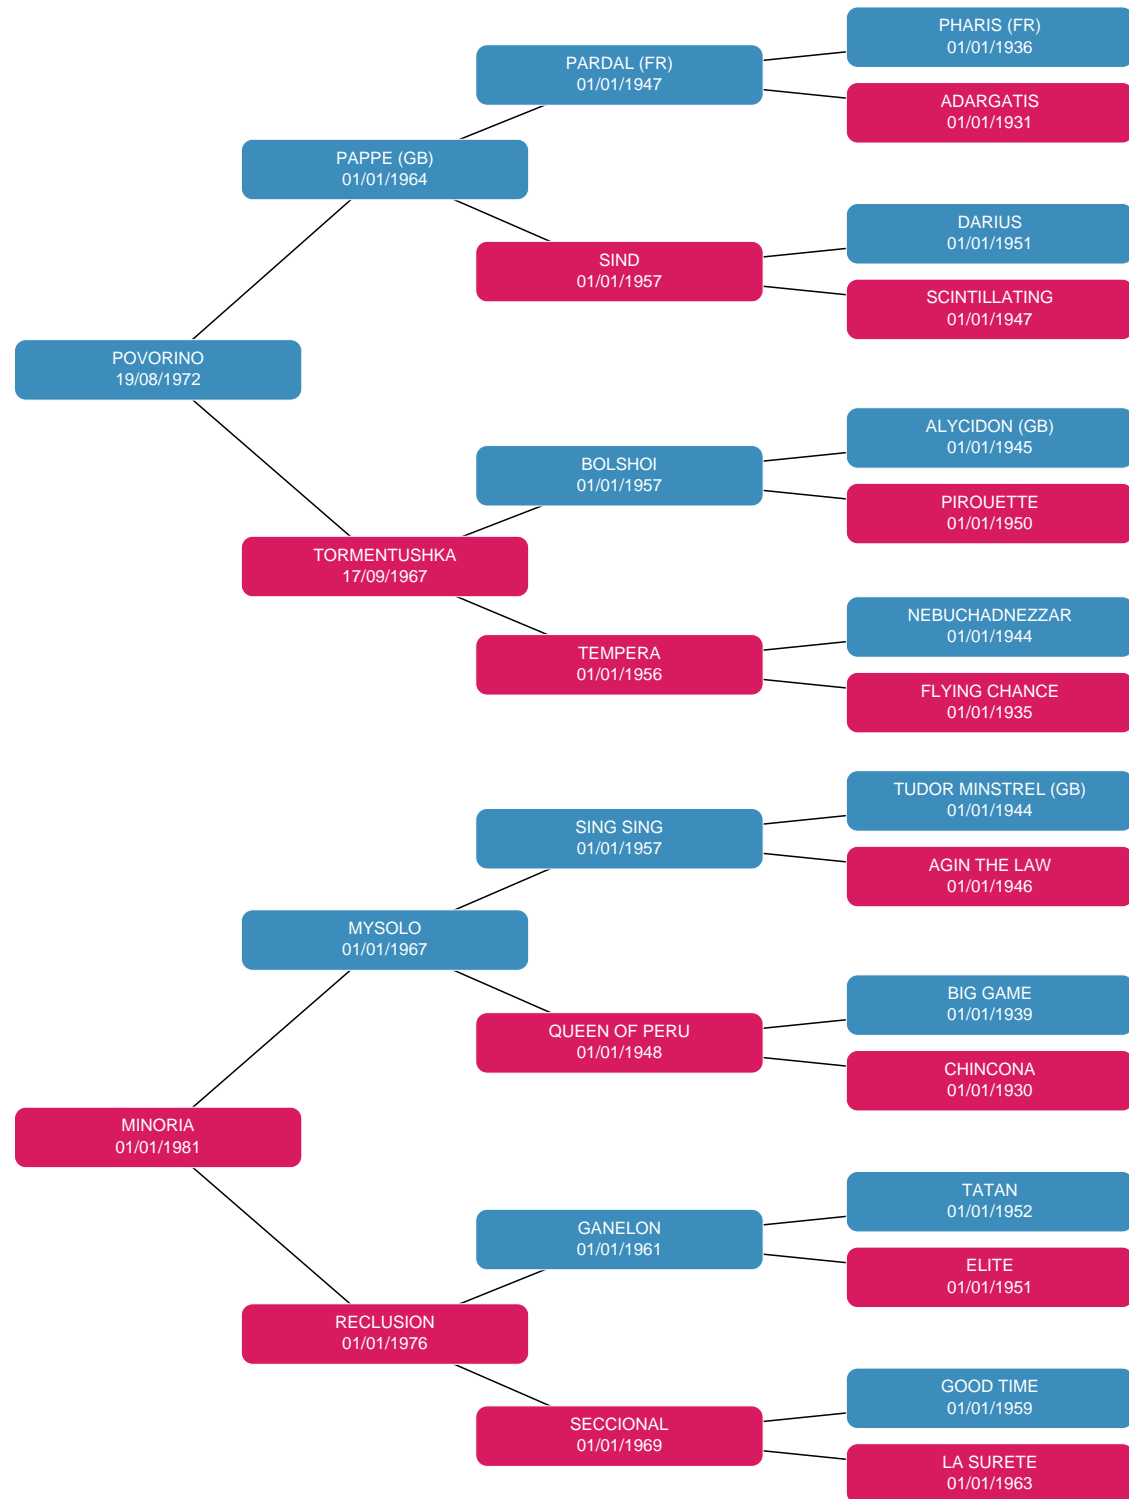 PHARIS (FR)
01/01/1936
PARDAL (FR)
01/01/1947
ADARGATIS
01/01/1931
PAPPE (GB)
01/01/1964
DARIUS
01/01/1951
SIND
01/01/1957
SCINTILLATING
01/01/1947
POVORINO
19/08/1972
ALYCIDON (GB)
01/01/1945
BOLSHOI
01/01/1957
PIROUETTE
01/01/1950
TORMENTUSHKA
17/09/1967
NEBUCHADNEZZAR
01/01/1944
TEMPERA
01/01/1956
FLYING CHANCE
01/01/1935
TUDOR MINSTREL (GB)
01/01/1944
SING SING
01/01/1957
AGIN THE LAW
01/01/1946
MYSOLO
01/01/1967
BIG GAME
01/01/1939
QUEEN OF PERU
01/01/1948
CHINCONA
01/01/1930
MINORIA
01/01/1981
TATAN
01/01/1952
GANELON
01/01/1961
ELITE
01/01/1951
RECLUSION
01/01/1976
GOOD TIME
01/01/1959
SECCIONAL
01/01/1969
LA SURETE
01/01/1963